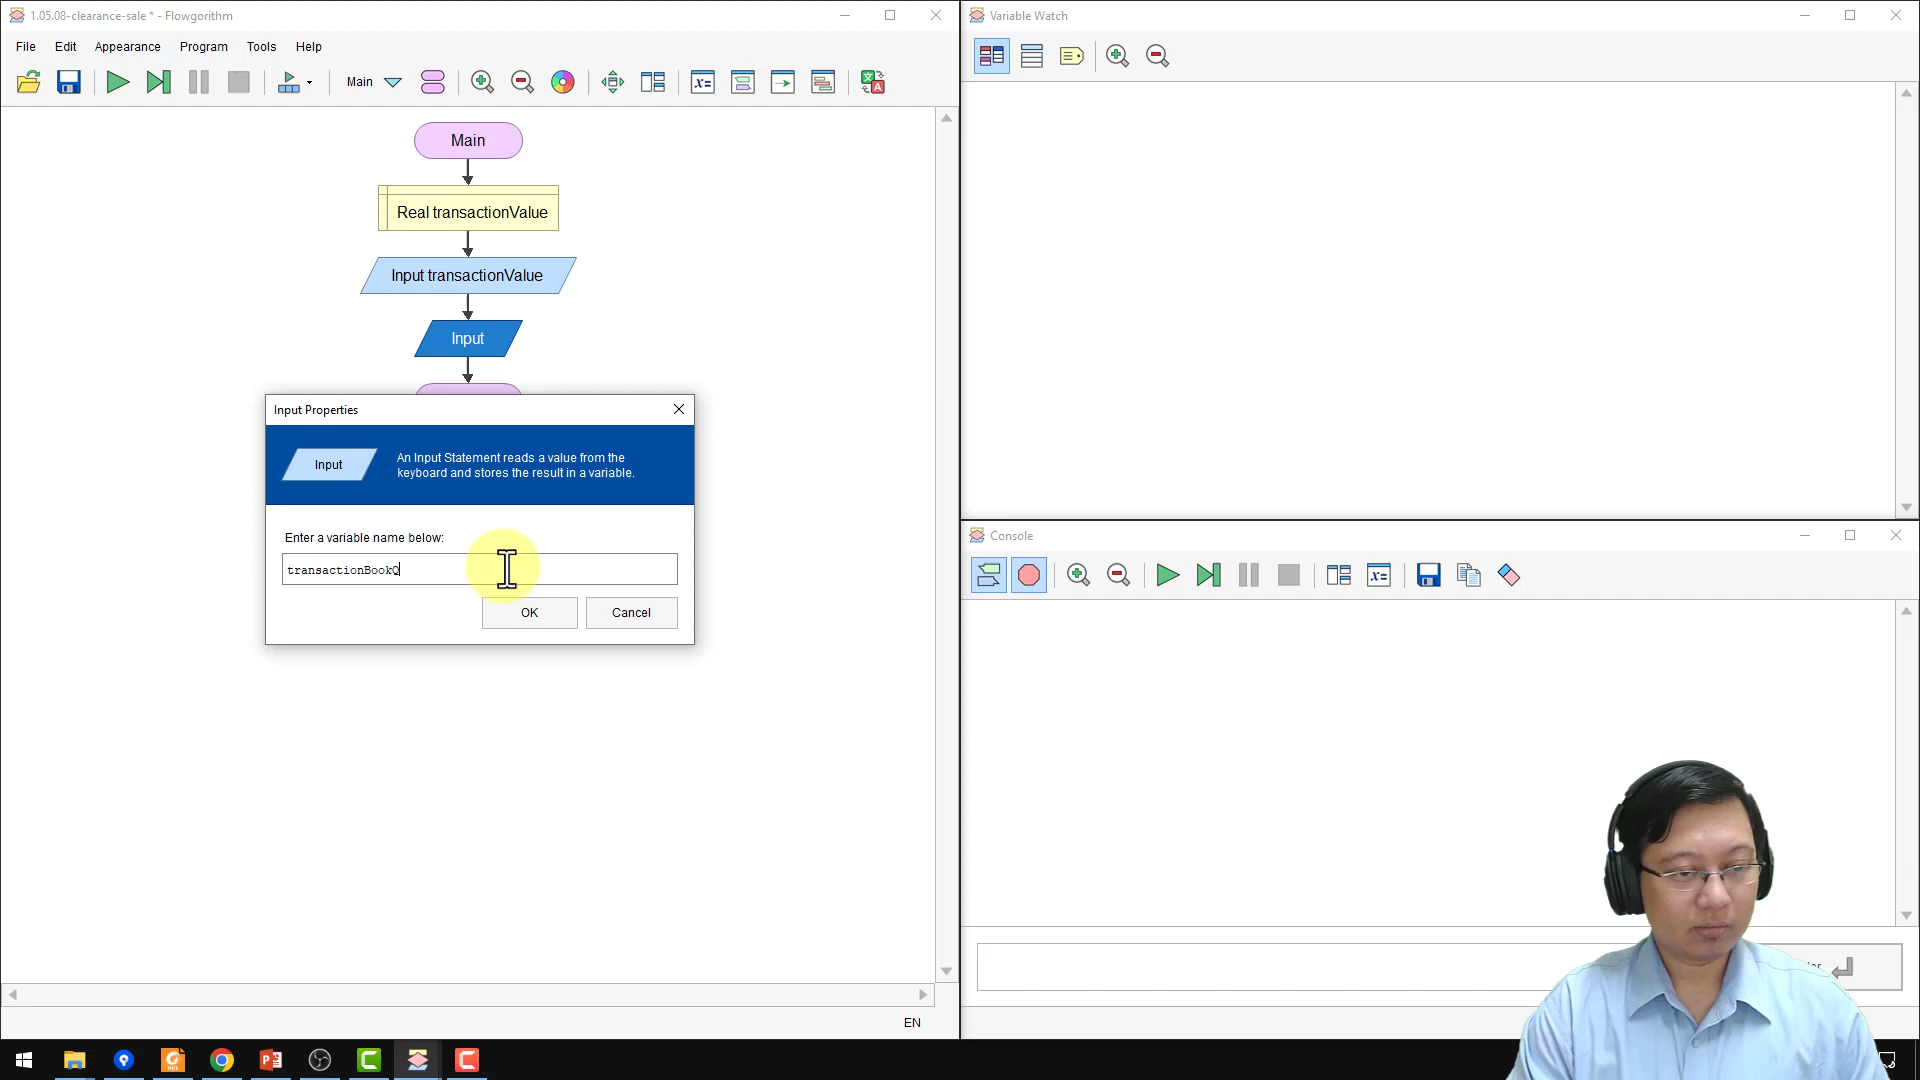 1.05.08-clearance-sale * - Flowgorithm
File Edit Appearance Program Tools Help
Main
Main
Real transactionValue
Input transactionValue
Input
Input Properties
Input
An Input Statement reads a value from the
keyboard and stores the result in a variable.
Enter a variable name below:
transactionBookQ
OK Cancel
EN
Variable Watch
Console